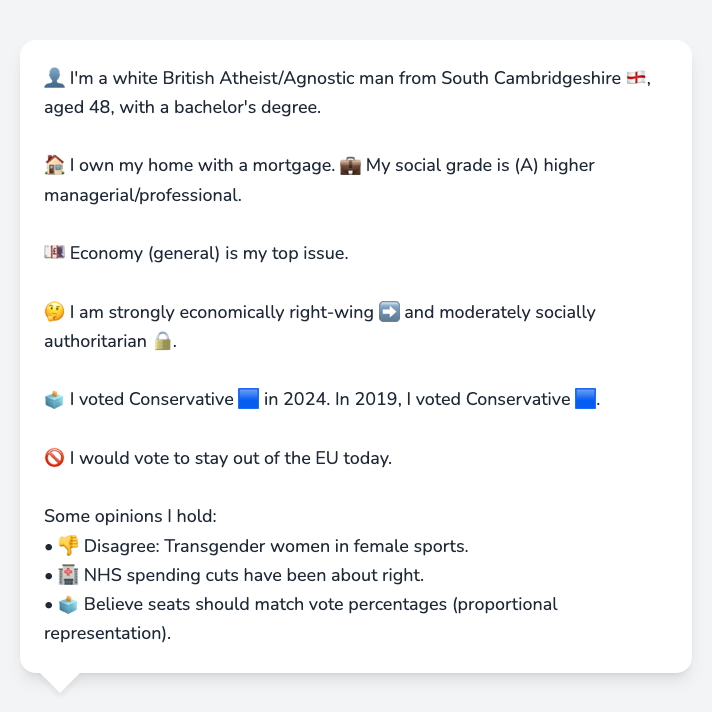 👤 I'm a white British Atheist/Agnostic man from South Cambridgeshire 🏴󠁧󠁢󠁥󠁮󠁧󠁿,
aged 48, with a bachelor's degree.
🏠 I own my home with a mortgage. 💼 My social grade is (A) higher
managerial/professional.
💷 Economy (general) is my top issue.
🤔 I am strongly economically right-wing ➡️ and moderately socially
authoritarian 🔒.
🗳️ I voted Conservative 🟦 in 2024. In 2019, I voted Conservative 🟦.
🚫 I would vote to stay out of the EU today.
Some opinions I hold:
• 👎 Disagree: Transgender women in female sports.
• 🏥 NHS spending cuts have been about right.
• 🗳️ Believe seats should match vote percentages (proportional
representation).